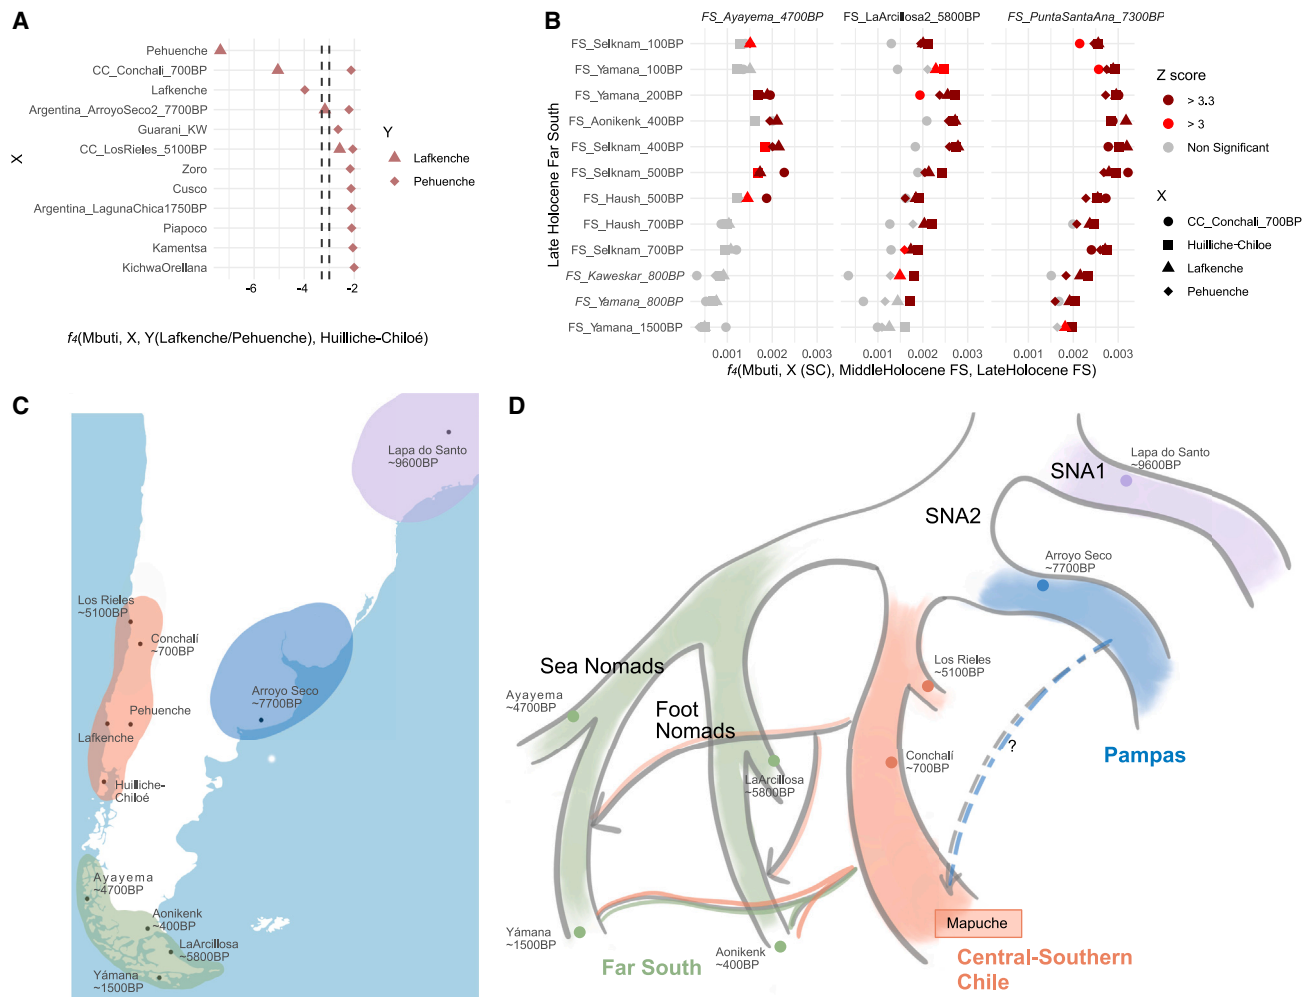 A
Pehuenche
CC_Conchali_700BP
Lafkenche
Argentina_ArroyoSeco2_7700BP
Guarani_KW
CC_LosRieles_5100BP
Zoro
Cusco
Argentina_LagunaChica1750BP
Piapoco
Kamentsa
KichwaOrellana
X
-6
-4
-2
f4(Mbuti, X, Y(Lafkenche/Pehuenche), Huilliche-Chiloé)
Y
Lafkenche
Pehuenche
B
FS_Ayayema_4700BP
FS_LaArcillosa2_5800BP
FS_PuntaSantaAna_7300BP
Late Holocene Far South
FS_Selknam_100BP
FS_Yamana_100BP
FS_Yamana_200BP
FS_Aonikenk_400BP
FS_Selknam_400BP
FS_Selknam_500BP
FS_Haush_500BP
FS_Haush_700BP
FS_Selknam_700BP
FS_Kaweskar_800BP
FS_Yamana_800BP
FS_Yamana_1500BP
0.001 0.002 0.003
0.001 0.002 0.003
0.001 0.002 0.003
f4(Mbuti, X (SC), MiddleHolocene FS, LateHolocene FS)
Z score
> 3.3
> 3
Non Significant
X
CC_Conchali_700BP
Huilliche-Chiloe
Lafkenche
Pehuenche
C
Lapa do Santo
~9600BP
Los Rieles
~5100BP
Conchalí
~700BP
Pehuenche
Lafkenche
Huilliche-
Chiloé
Arroyo Seco
~7700BP
Ayayema
~4700BP
Aonikenk
~400BP
LaArcillosa
~5800BP
Yámana
~1500BP
D
Lapa do Santo
~9600BP
SNA1
SNA2
Arroyo Seco
~7700BP
Sea Nomads
Ayayema
~4700BP
Foot
Nomads
Los Rieles
~5100BP
LaArcillosa
~5800BP
Conchalí
~700BP
?
Pampas
Yámana
~1500BP
Aonikenk
~400BP
Far South
Mapuche
Central-Southern
Chile